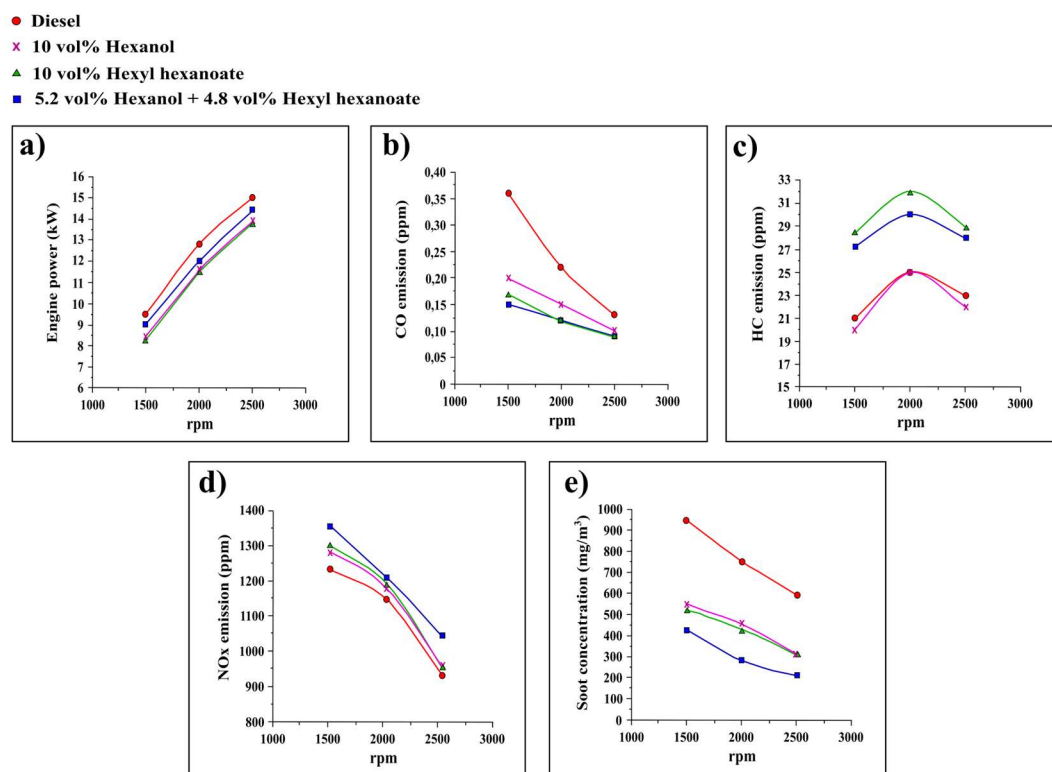 Diesel
10 vol% Hexanol
10 vol% Hexyl hexanoate
5.2 vol% Hexanol + 4.8 vol% Hexyl hexanoate
a)
16
15
14
13
12
11
10
9
8
7
6
Engine power (kW)
1000 1500 2000 2500 3000
rpm
b)
0,40
0,35
0,30
0,25
0,20
0,15
0,10
0,05
0
CO emission (ppm)
1000 1500 2000 2500 3000
rpm
c)
33
31
29
27
25
23
21
19
17
15
HC emission (ppm)
1000 1500 2000 2500 3000
rpm
d)
1400
1300
1200
1100
1000
900
800
NOx emission (ppm)
1000 1500 2000 2500 3000
rpm
e)
1000
900
800
700
600
500
400
300
200
100
0
Soot concentration (mg/m³)
1000 1500 2000 2500 3000
rpm